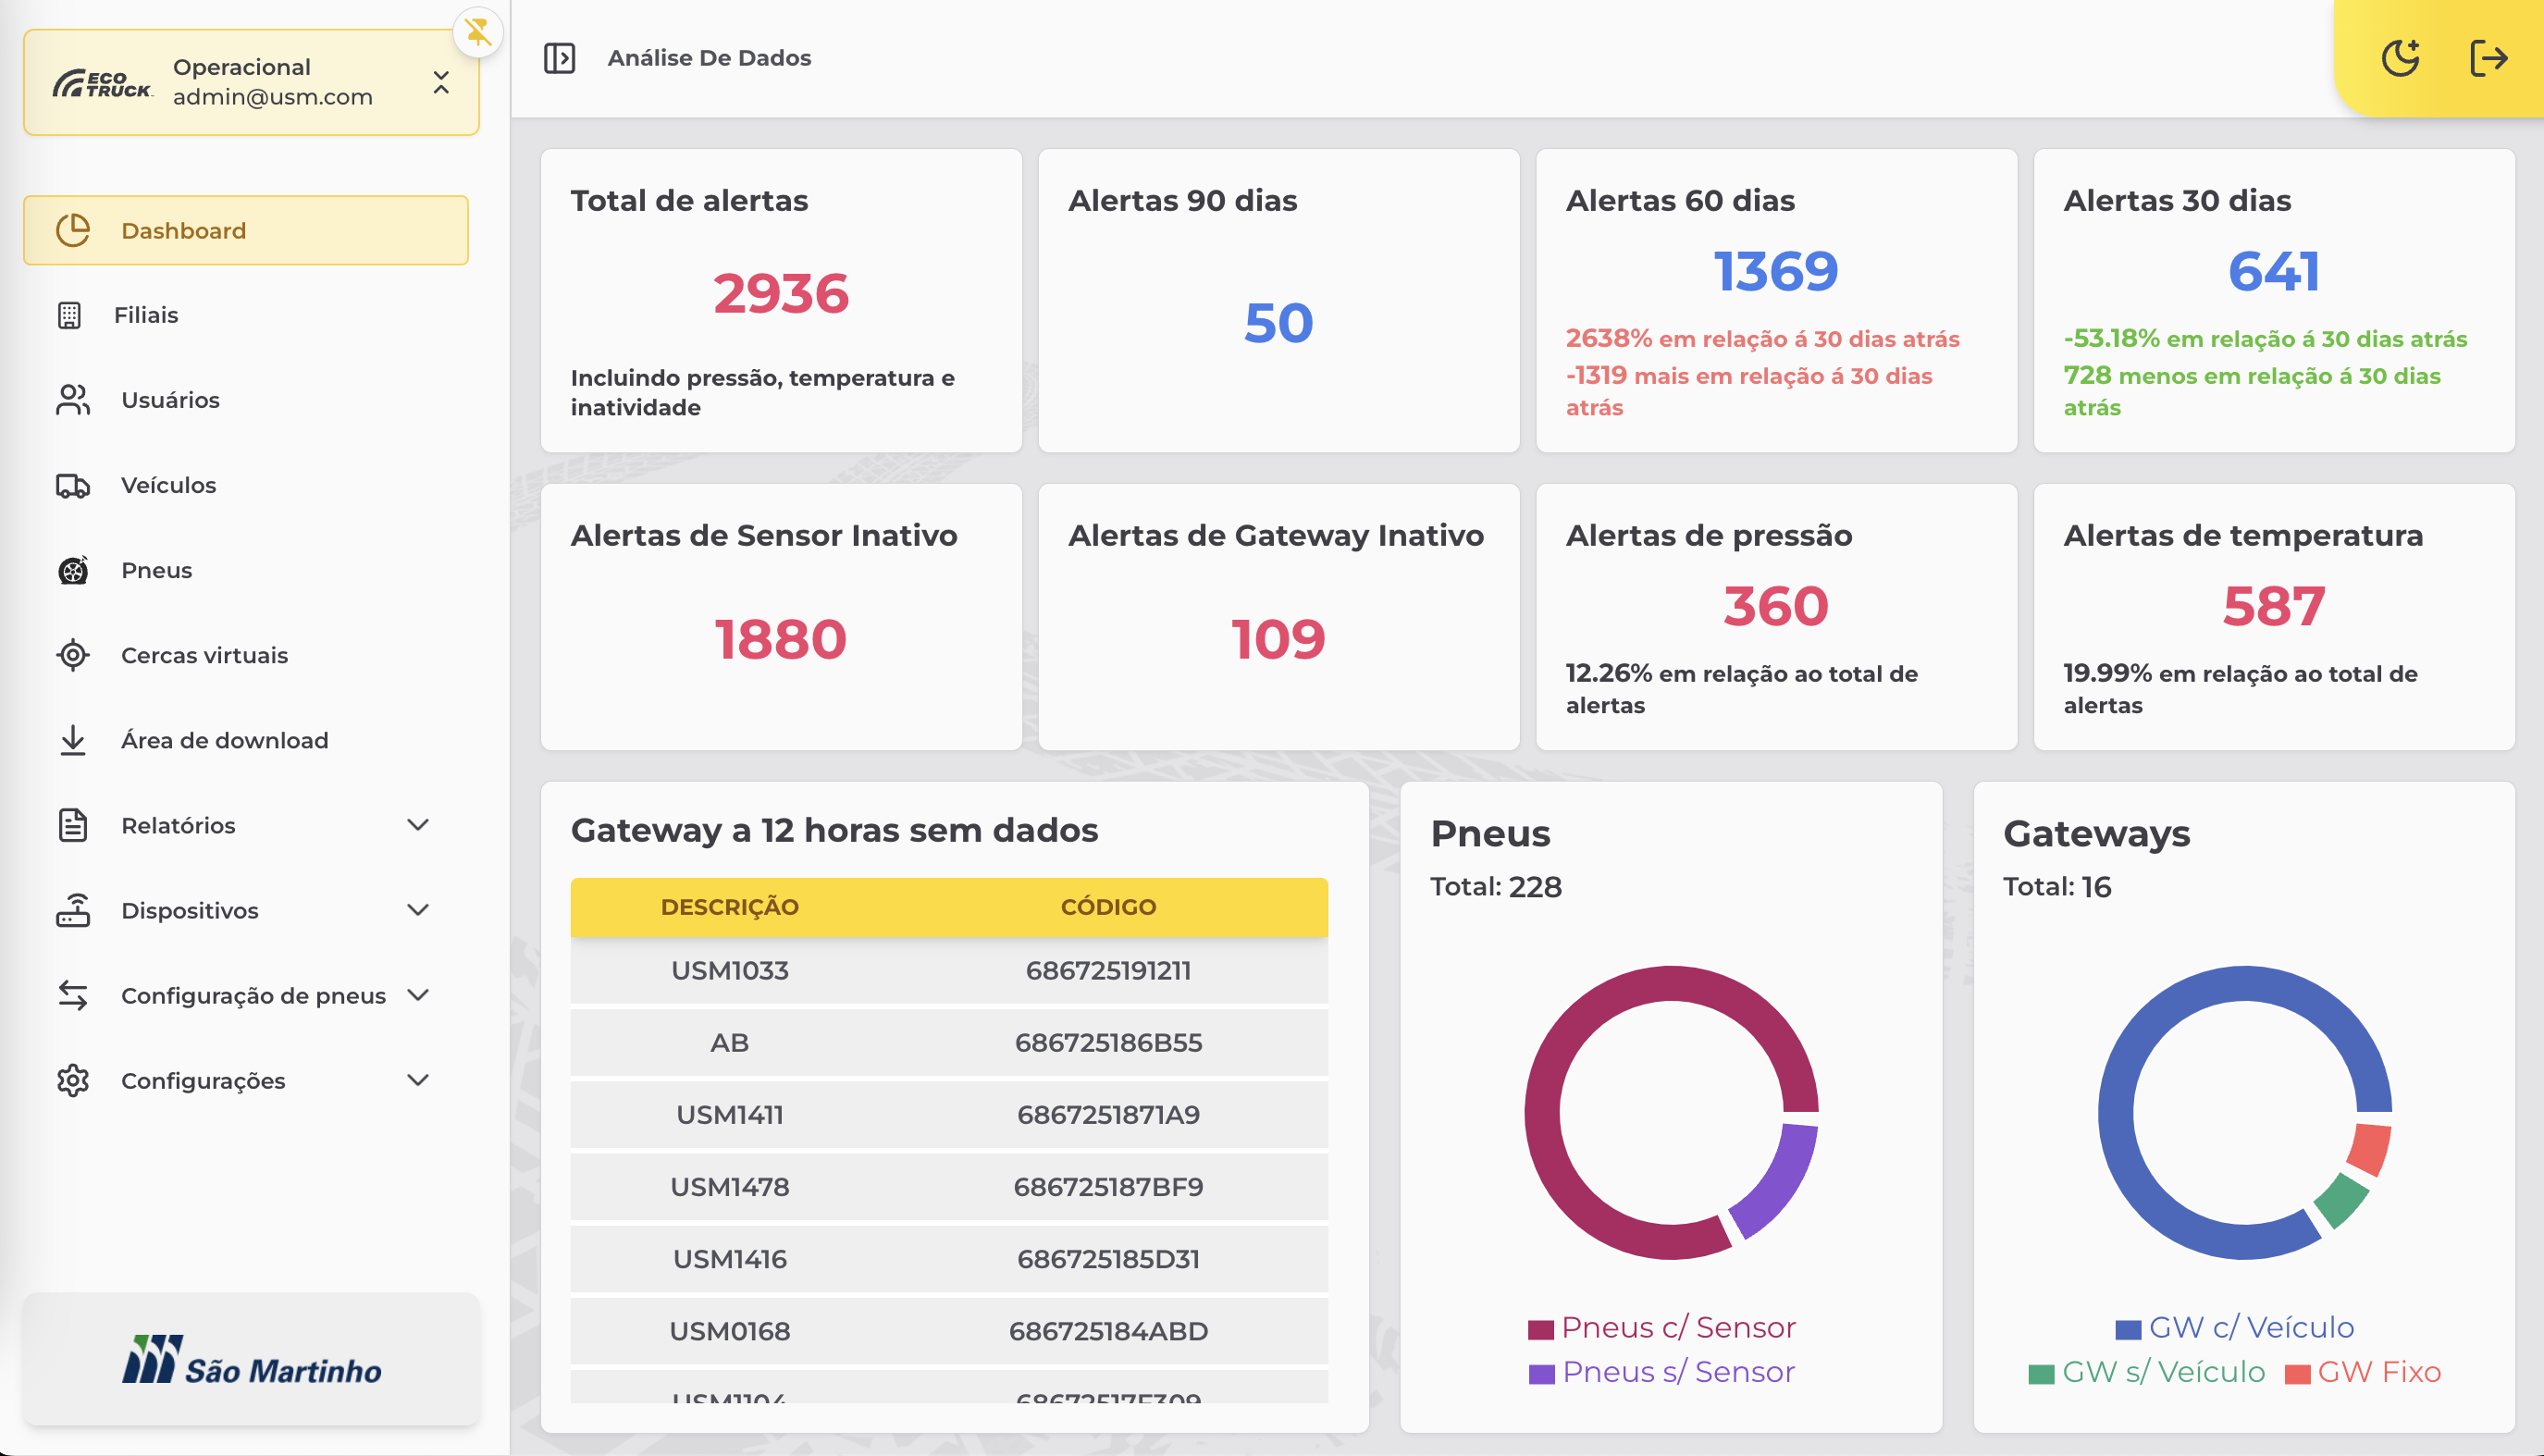 ECO
TRUCK
Operacional
admin@usm.com
Dashboard
Filiais
Usuários
Veículos
Pneus
Cercas virtuais
Área de download
Relatórios
Dispositivos
Configuração de pneus
Configurações
São Martinho
Análise De Dados
Total de alertas
2936
Incluindo pressão, temperatura e
inatividade
Alertas 90 dias
50
Alertas 60 dias
1369
2638% em relação á 30 dias atrás
-1319 mais em relação á 30 dias
atrás
Alertas 30 dias
641
-53.18% em relação á 30 dias atrás
728 menos em relação á 30 dias
atrás
Alertas de Sensor Inativo
1880
Alertas de Gateway Inativo
109
Alertas de pressão
360
12.26% em relação ao total de
alertas
Alertas de temperatura
587
19.99% em relação ao total de
alertas
Gateway a 12 horas sem dados
DESCRIÇÃO CÓDIGO
USM1033 686725191211
AB 686725186B55
USM1411 6867251871A9
USM1478 686725187BF9
USM1416 686725185D31
USM0168 686725184ABD
USM1104
Pneus
Total: 228
Pneus c/ Sensor
Pneus s/ Sensor
Gateways
Total: 16
GW c/ Veículo
GW s/ Veículo GW Fixo